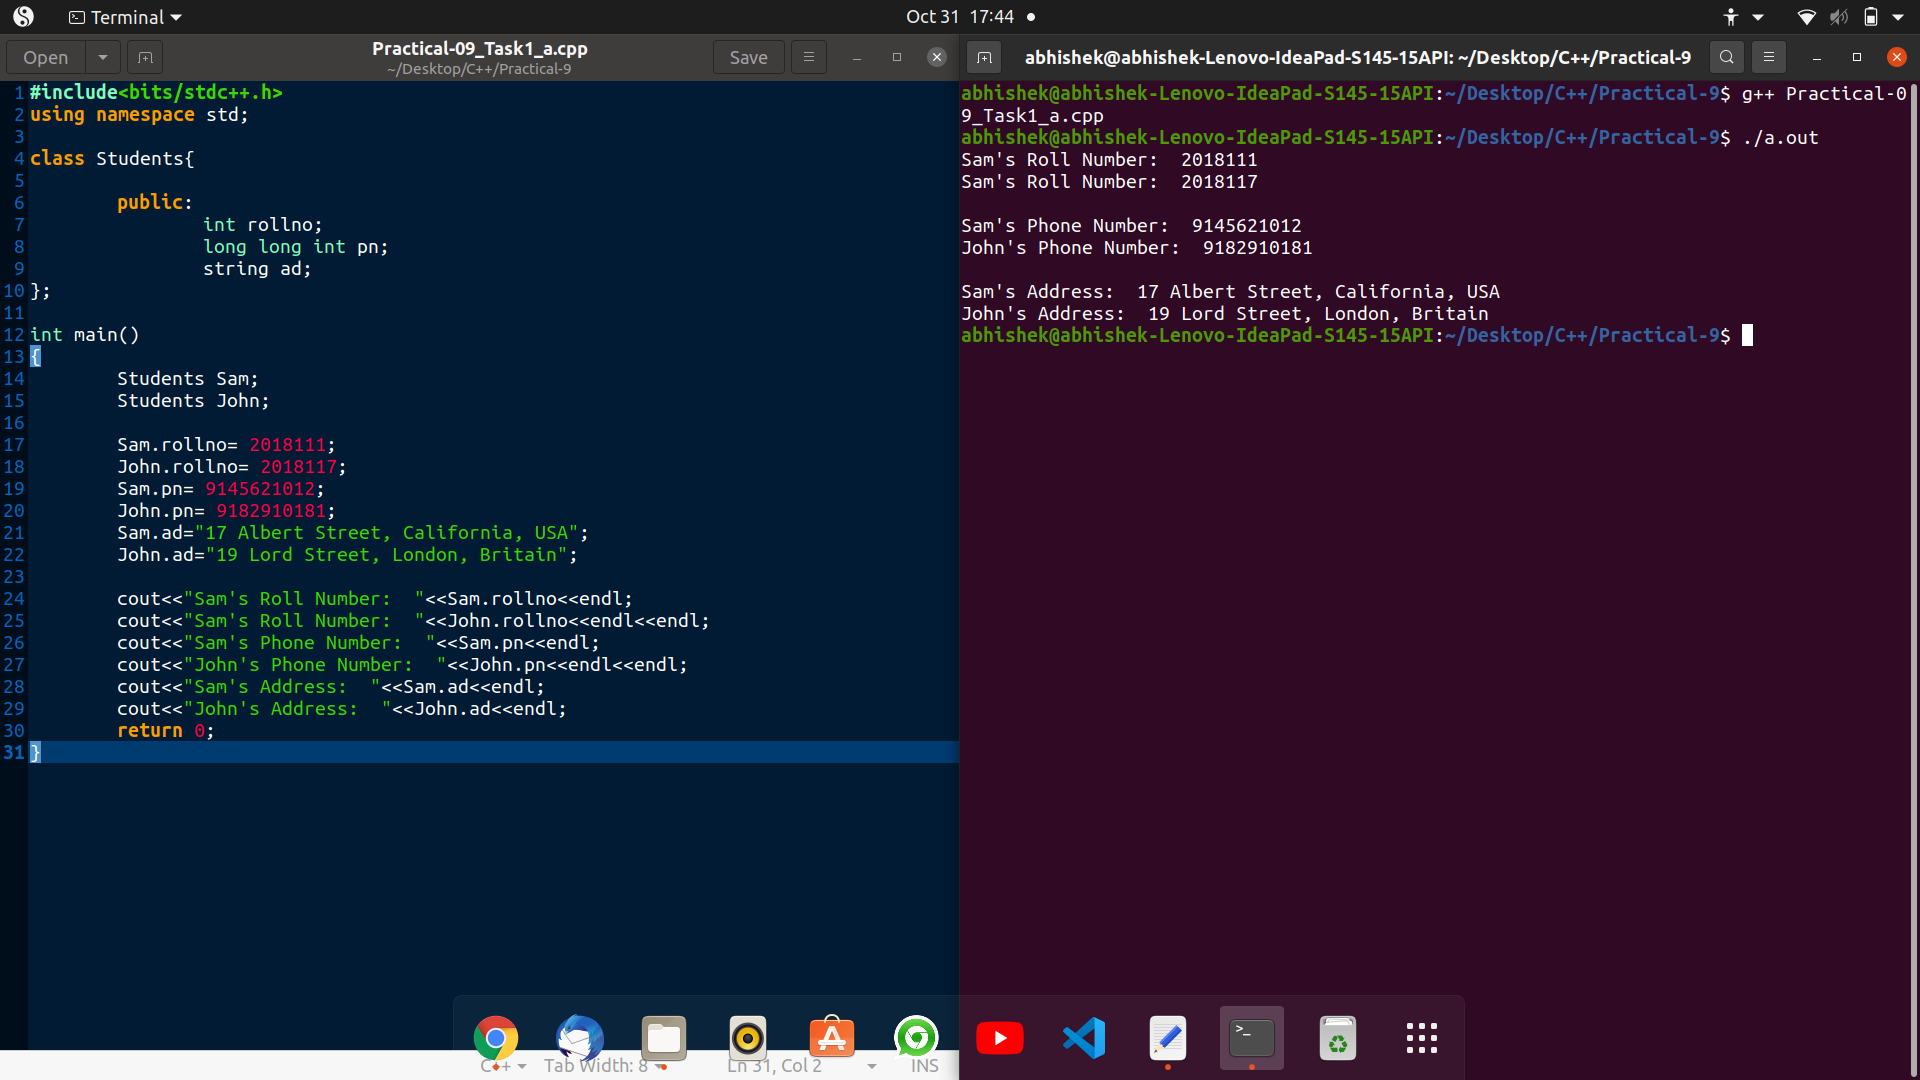 Terminal
Oct 31 17:44
Open
Practical-09_Task1_a.cpp
~/Desktop/C++/Practical-9
Save
1 #include<bits/stdc++.h>
2 using namespace std;
3
4 class Students{
5
6 public:
7 int rollno;
8 long long int pn;
9 string ad;
10 };
11
12 int main()
13 {
14 Students Sam;
15 Students John;
16
17 Sam.rollno= 2018111;
18 John.rollno= 2018117;
19 Sam.pn= 9145621012;
20 John.pn= 9182910181;
21 Sam.ad="17 Albert Street, California, USA";
22 John.ad="19 Lord Street, London, Britain";
23
24 cout<<"Sam's Roll Number:  "<<Sam.rollno<<endl;
25 cout<<"Sam's Roll Number:  "<<John.rollno<<endl<<endl;
26 cout<<"Sam's Phone Number:  "<<Sam.pn<<endl;
27 cout<<"John's Phone Number:  "<<John.pn<<endl<<endl;
28 cout<<"Sam's Address:  "<<Sam.ad<<endl;
29 cout<<"John's Address:  "<<John.ad<<endl;
30 return 0;
31 }
C++ Tab Width: 8 Ln 31, Col 2 INS
abhishek@abhishek-Lenovo-IdeaPad-S145-15API: ~/Desktop/C++/Practical-9
abhishek@abhishek-Lenovo-IdeaPad-S145-15API:~/Desktop/C++/Practical-9$ g++ Practical-0
9_Task1_a.cpp
abhishek@abhishek-Lenovo-IdeaPad-S145-15API:~/Desktop/C++/Practical-9$ ./a.out
Sam's Roll Number:  2018111
Sam's Roll Number:  2018117
Sam's Phone Number:  9145621012
John's Phone Number:  9182910181
Sam's Address:  17 Albert Street, California, USA
John's Address:  19 Lord Street, London, Britain
abhishek@abhishek-Lenovo-IdeaPad-S145-15API:~/Desktop/C++/Practical-9$